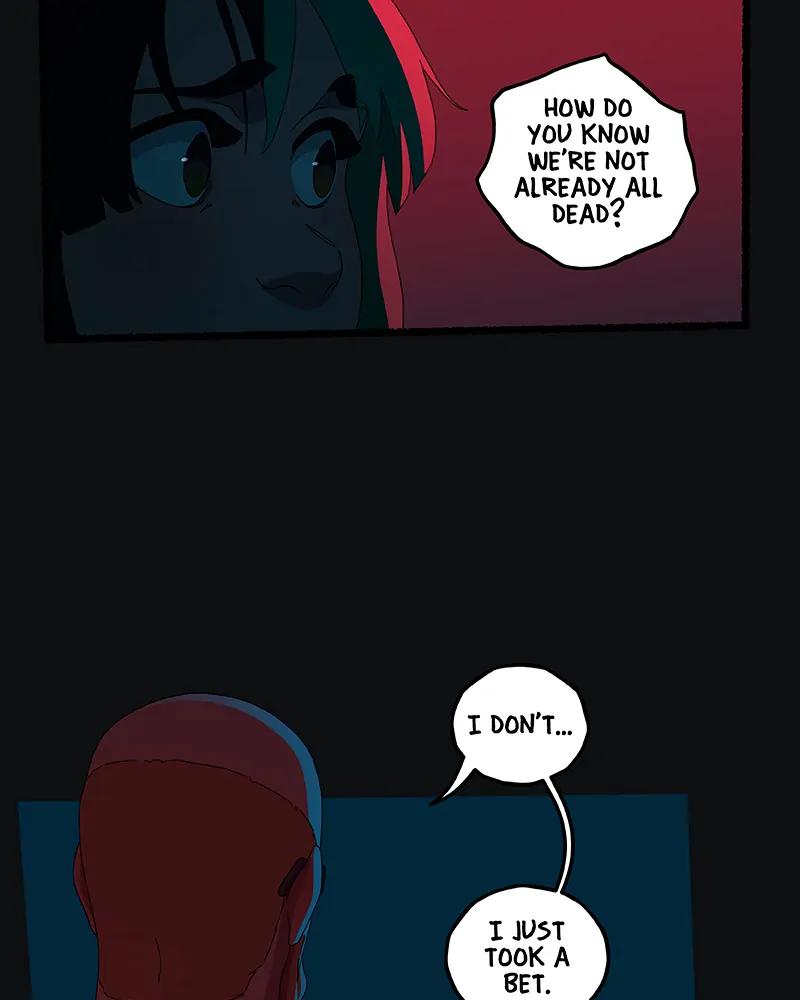 HOW DO
YOU KNOW
WE'RE NOT
ALREADY ALL
DEAD?
I DON'T...
I JUST
TOOK A
BET.